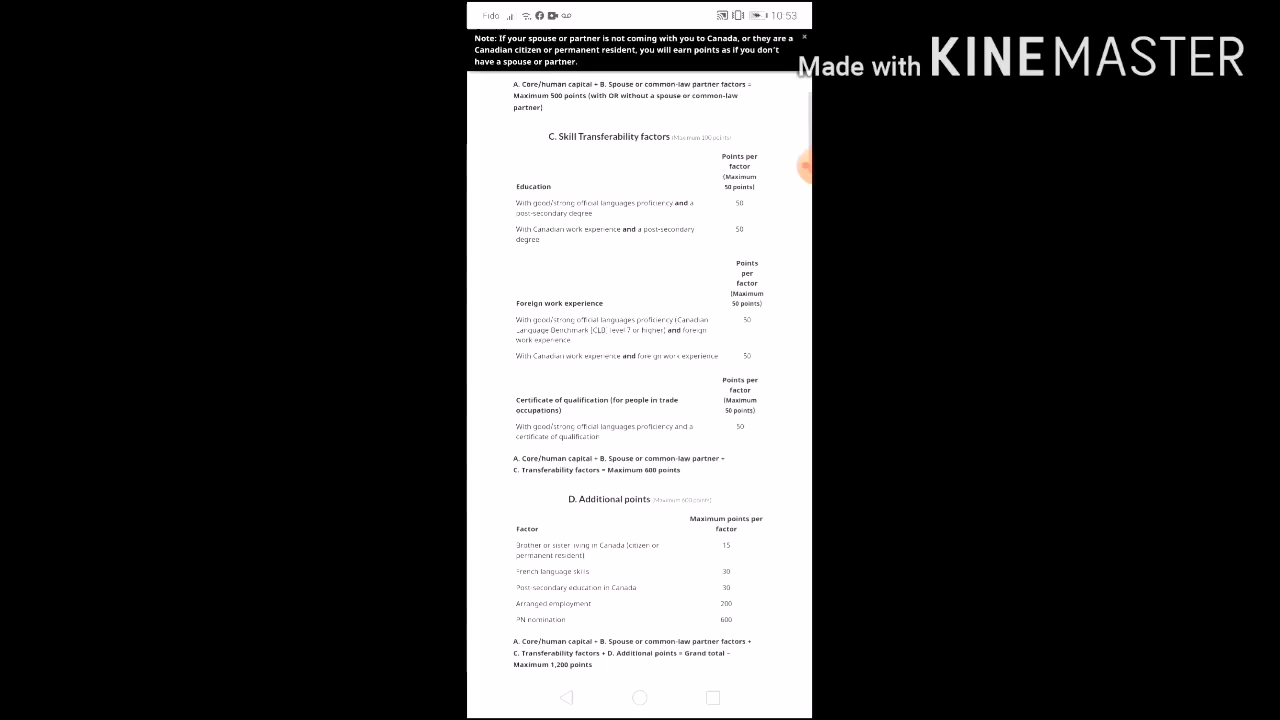 Fido 10:53
Note: If your spouse or partner is not coming with you to Canada, or they are a
Canadian citizen or permanent resident, you will earn points as if you don't
have a spouse or partner.
×
Made with KINEMASTER
A. Core/human capital + B. Spouse or common-law partner factors =
Maximum 500 points (with OR without a spouse or common-law
partner)
C. Skill Transferability factors (Maximum 100 points)
Points per
factor
(Maximum
50 points)
Education
With good/strong official languages proficiency and a
post-secondary degree
50
With Canadian work experience and a post-secondary
degree
50
Points
per
factor
(Maximum
50 points)
Foreign work experience
With good/strong official languages proficiency (Canadian
Language Benchmark [CLB] level 7 or higher) and foreign
work experience
50
With Canadian work experience and foreign work experience 50
Points per
factor
(Maximum
50 points)
Certificate of qualification (for people in trade
occupations)
With good/strong official languages proficiency and a
certificate of qualification
50
A. Core/human capital + B. Spouse or common-law partner +
C. Transferability factors = Maximum 600 points
D. Additional points (Maximum 600 points)
Maximum points per
factor
Factor
Brother or sister living in Canada (citizen or
permanent resident)
15
French language skills 30
Post-secondary education in Canada 30
Arranged employment 200
PN nomination 600
A. Core/human capital + B. Spouse or common-law partner factors +
C. Transferability factors + D. Additional points = Grand total –
Maximum 1,200 points